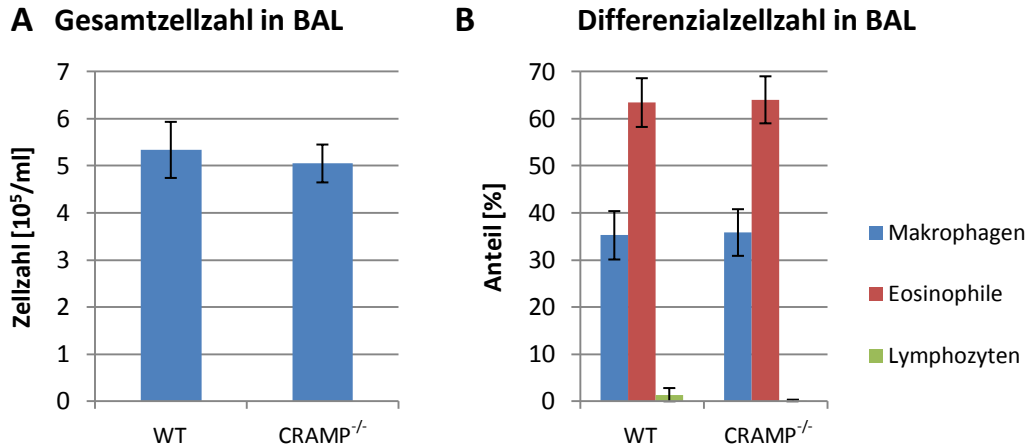 A Gesamtzellzahl in BAL
Zellzahl [10⁵/ml]
7
6
5
4
3
2
1
0
WT CRAMP⁻/⁻
B Differenzialzellzahl in BAL
Anteil [%]
70
60
50
40
30
20
10
0
WT CRAMP⁻/⁻
Makrophagen
Eosinophile
Lymphozyten